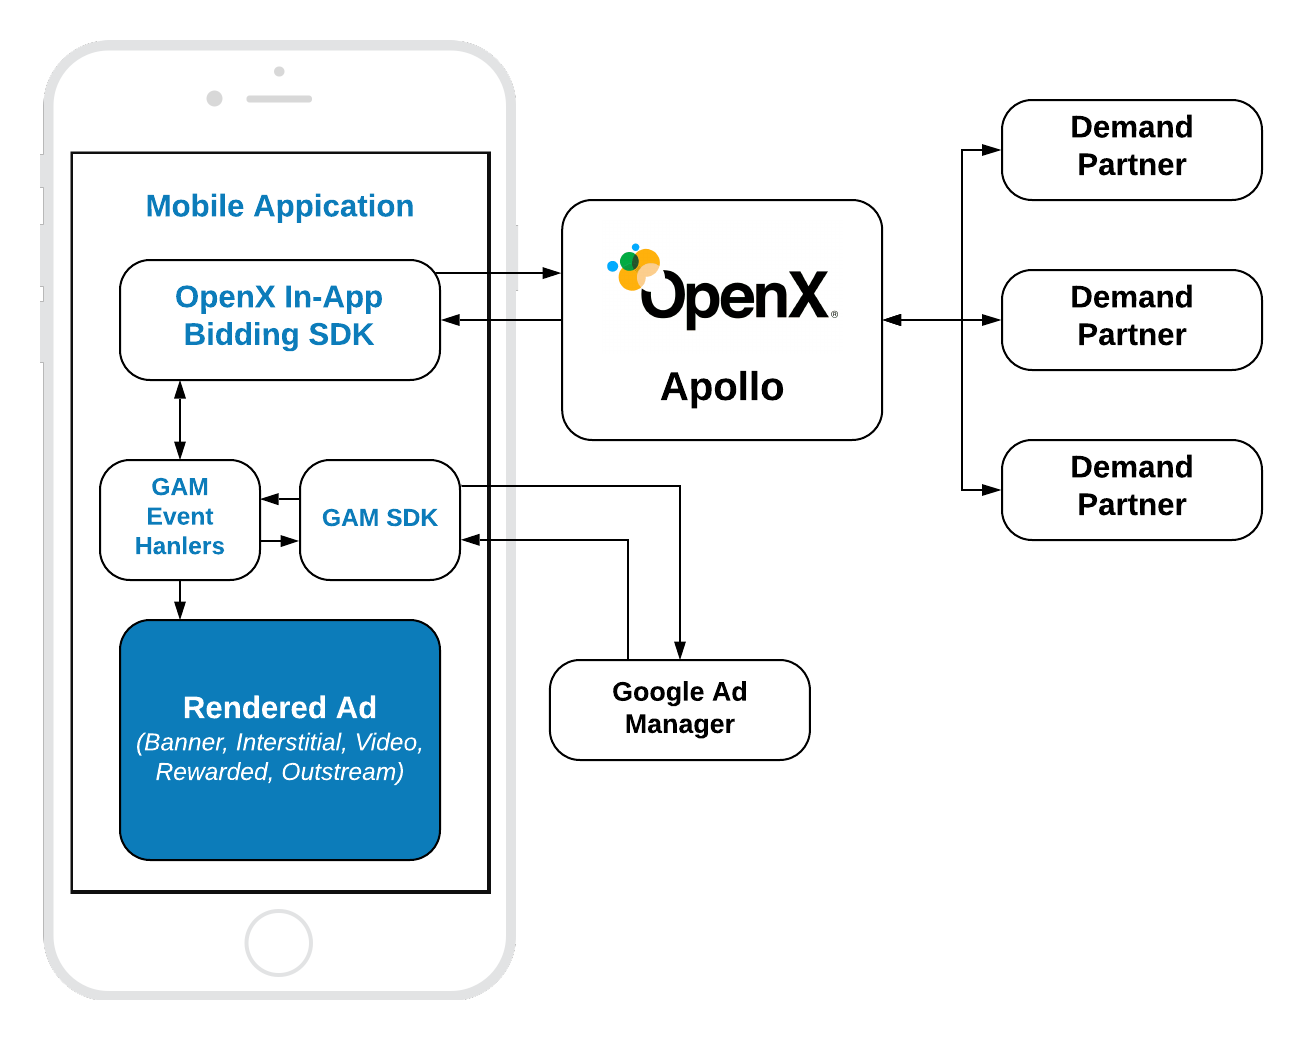 Mobile Appication
OpenX In-App
Bidding SDK
OpenX®
Apollo
Demand
Partner
Demand
Partner
Demand
Partner
GAM
Event
Hanlers
GAM SDK
Rendered Ad
(Banner, Interstitial, Video,
Rewarded, Outstream)
Google Ad
Manager